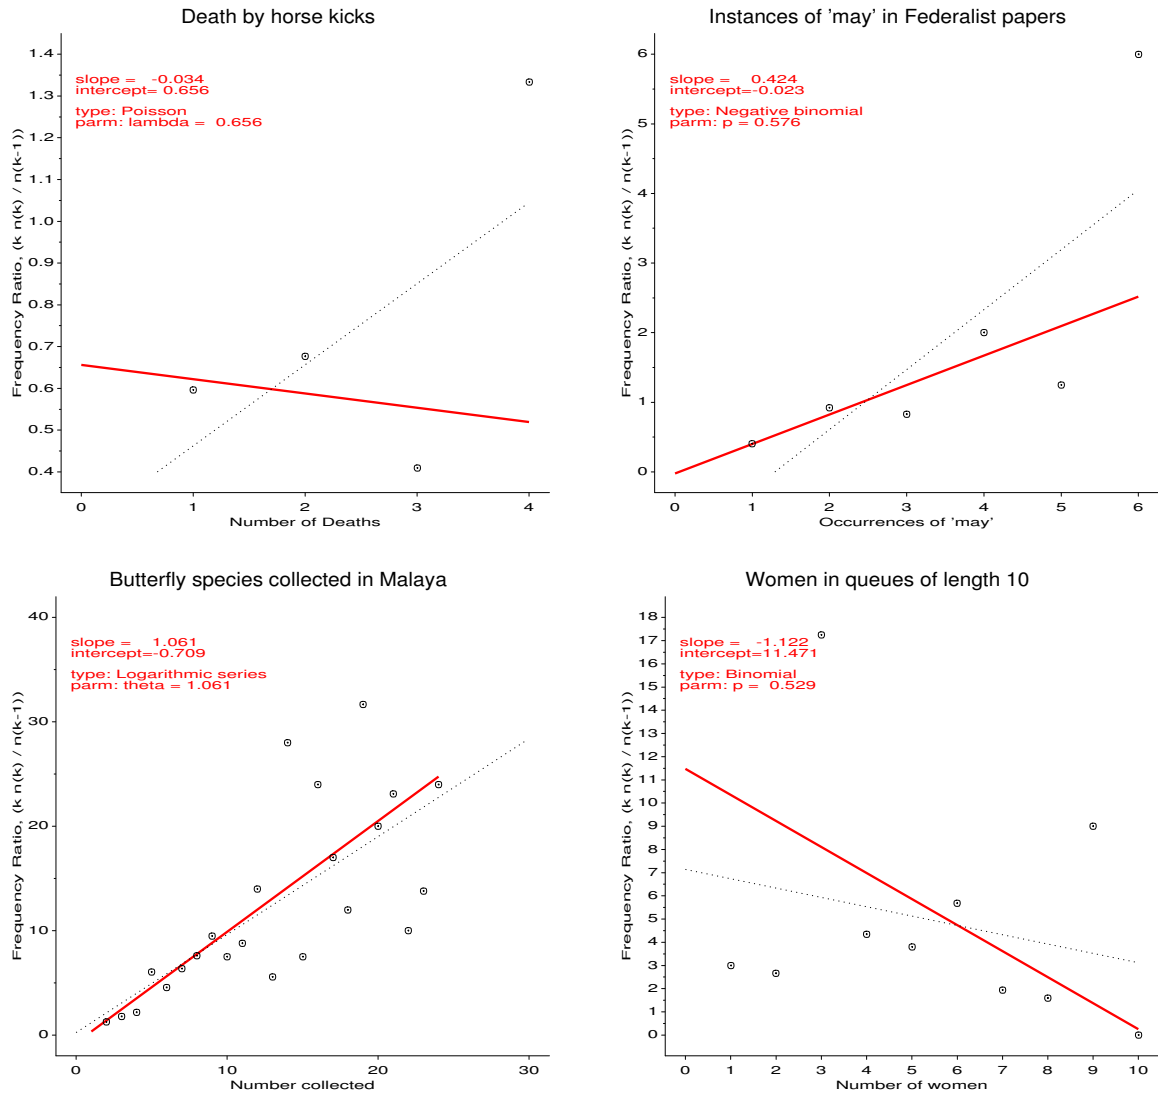 Death by horse kicks
Frequency Ratio, (k n(k) / n(k-1))
1.4
1.3
1.2
1.1
1.0
0.9
0.8
0.7
0.6
0.5
0.4
slope = -0.034
intercept= 0.656
type: Poisson
parm: lambda = 0.656
0 1 2 3 4
Number of Deaths
Instances of 'may' in Federalist papers
Frequency Ratio, (k n(k) / n(k-1))
6
5
4
3
2
1
0
slope = 0.424
intercept=-0.023
type: Negative binomial
parm: p = 0.576
0 1 2 3 4 5 6
Occurrences of 'may'
Butterfly species collected in Malaya
Frequency Ratio, (k n(k) / n(k-1))
40
30
20
10
0
slope = 1.061
intercept=-0.709
type: Logarithmic series
parm: theta = 1.061
0 10 20 30
Number collected
Women in queues of length 10
Frequency Ratio, (k n(k) / n(k-1))
18
17
16
15
14
13
12
11
10
9
8
7
6
5
4
3
2
1
0
slope = -1.122
intercept=11.471
type: Binomial
parm: p = 0.529
0 1 2 3 4 5 6 7 8 9 10
Number of women